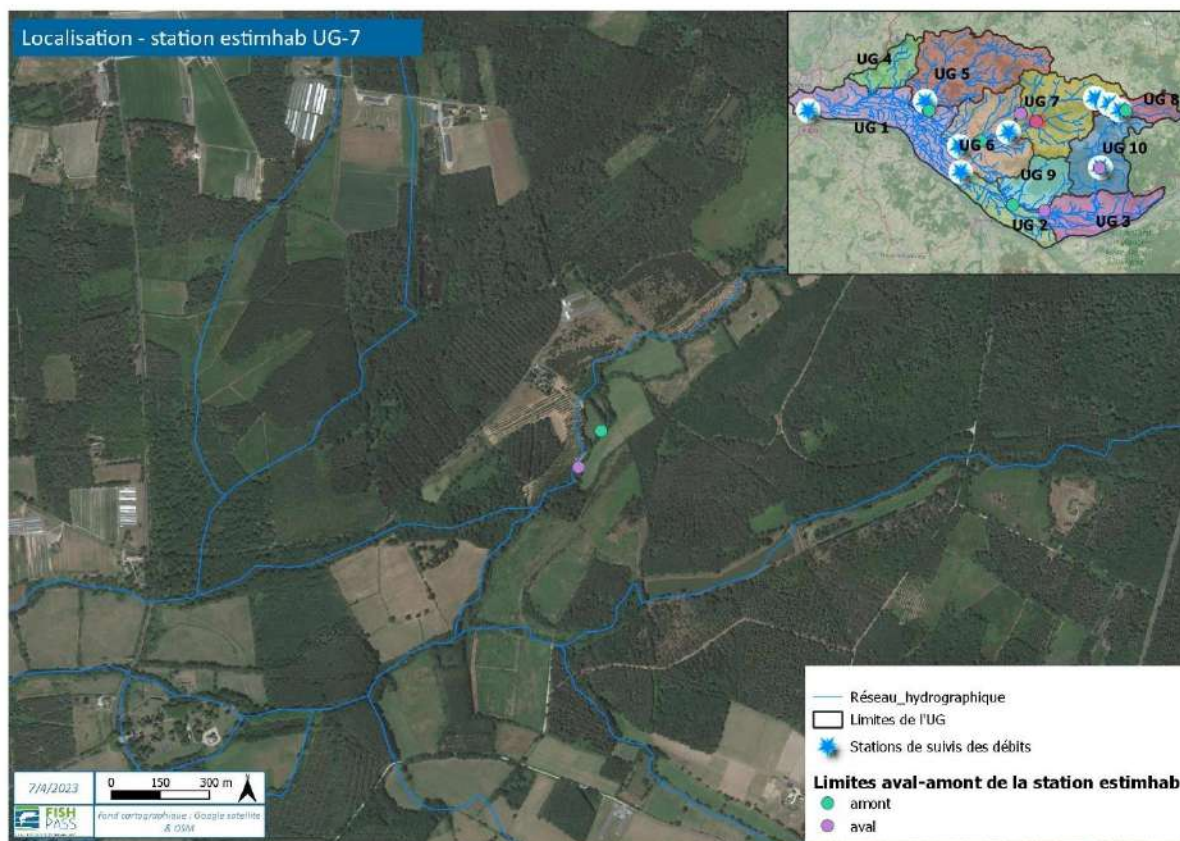 Localisation - station estimhab UG-7
UG 4
UG 5
UG 7
UG 8
UG 1
UG 6
UG 10
UG 9
UG 2
UG 3
Réseau_hydrographique
Limites de l'UG
Stations de suivis des débits
Limites aval-amont de la station estimhab
amont
aval
7/4/2023
0 150 300 m
FISH
PASS
Fond cartographique : Google satellite
& OSM